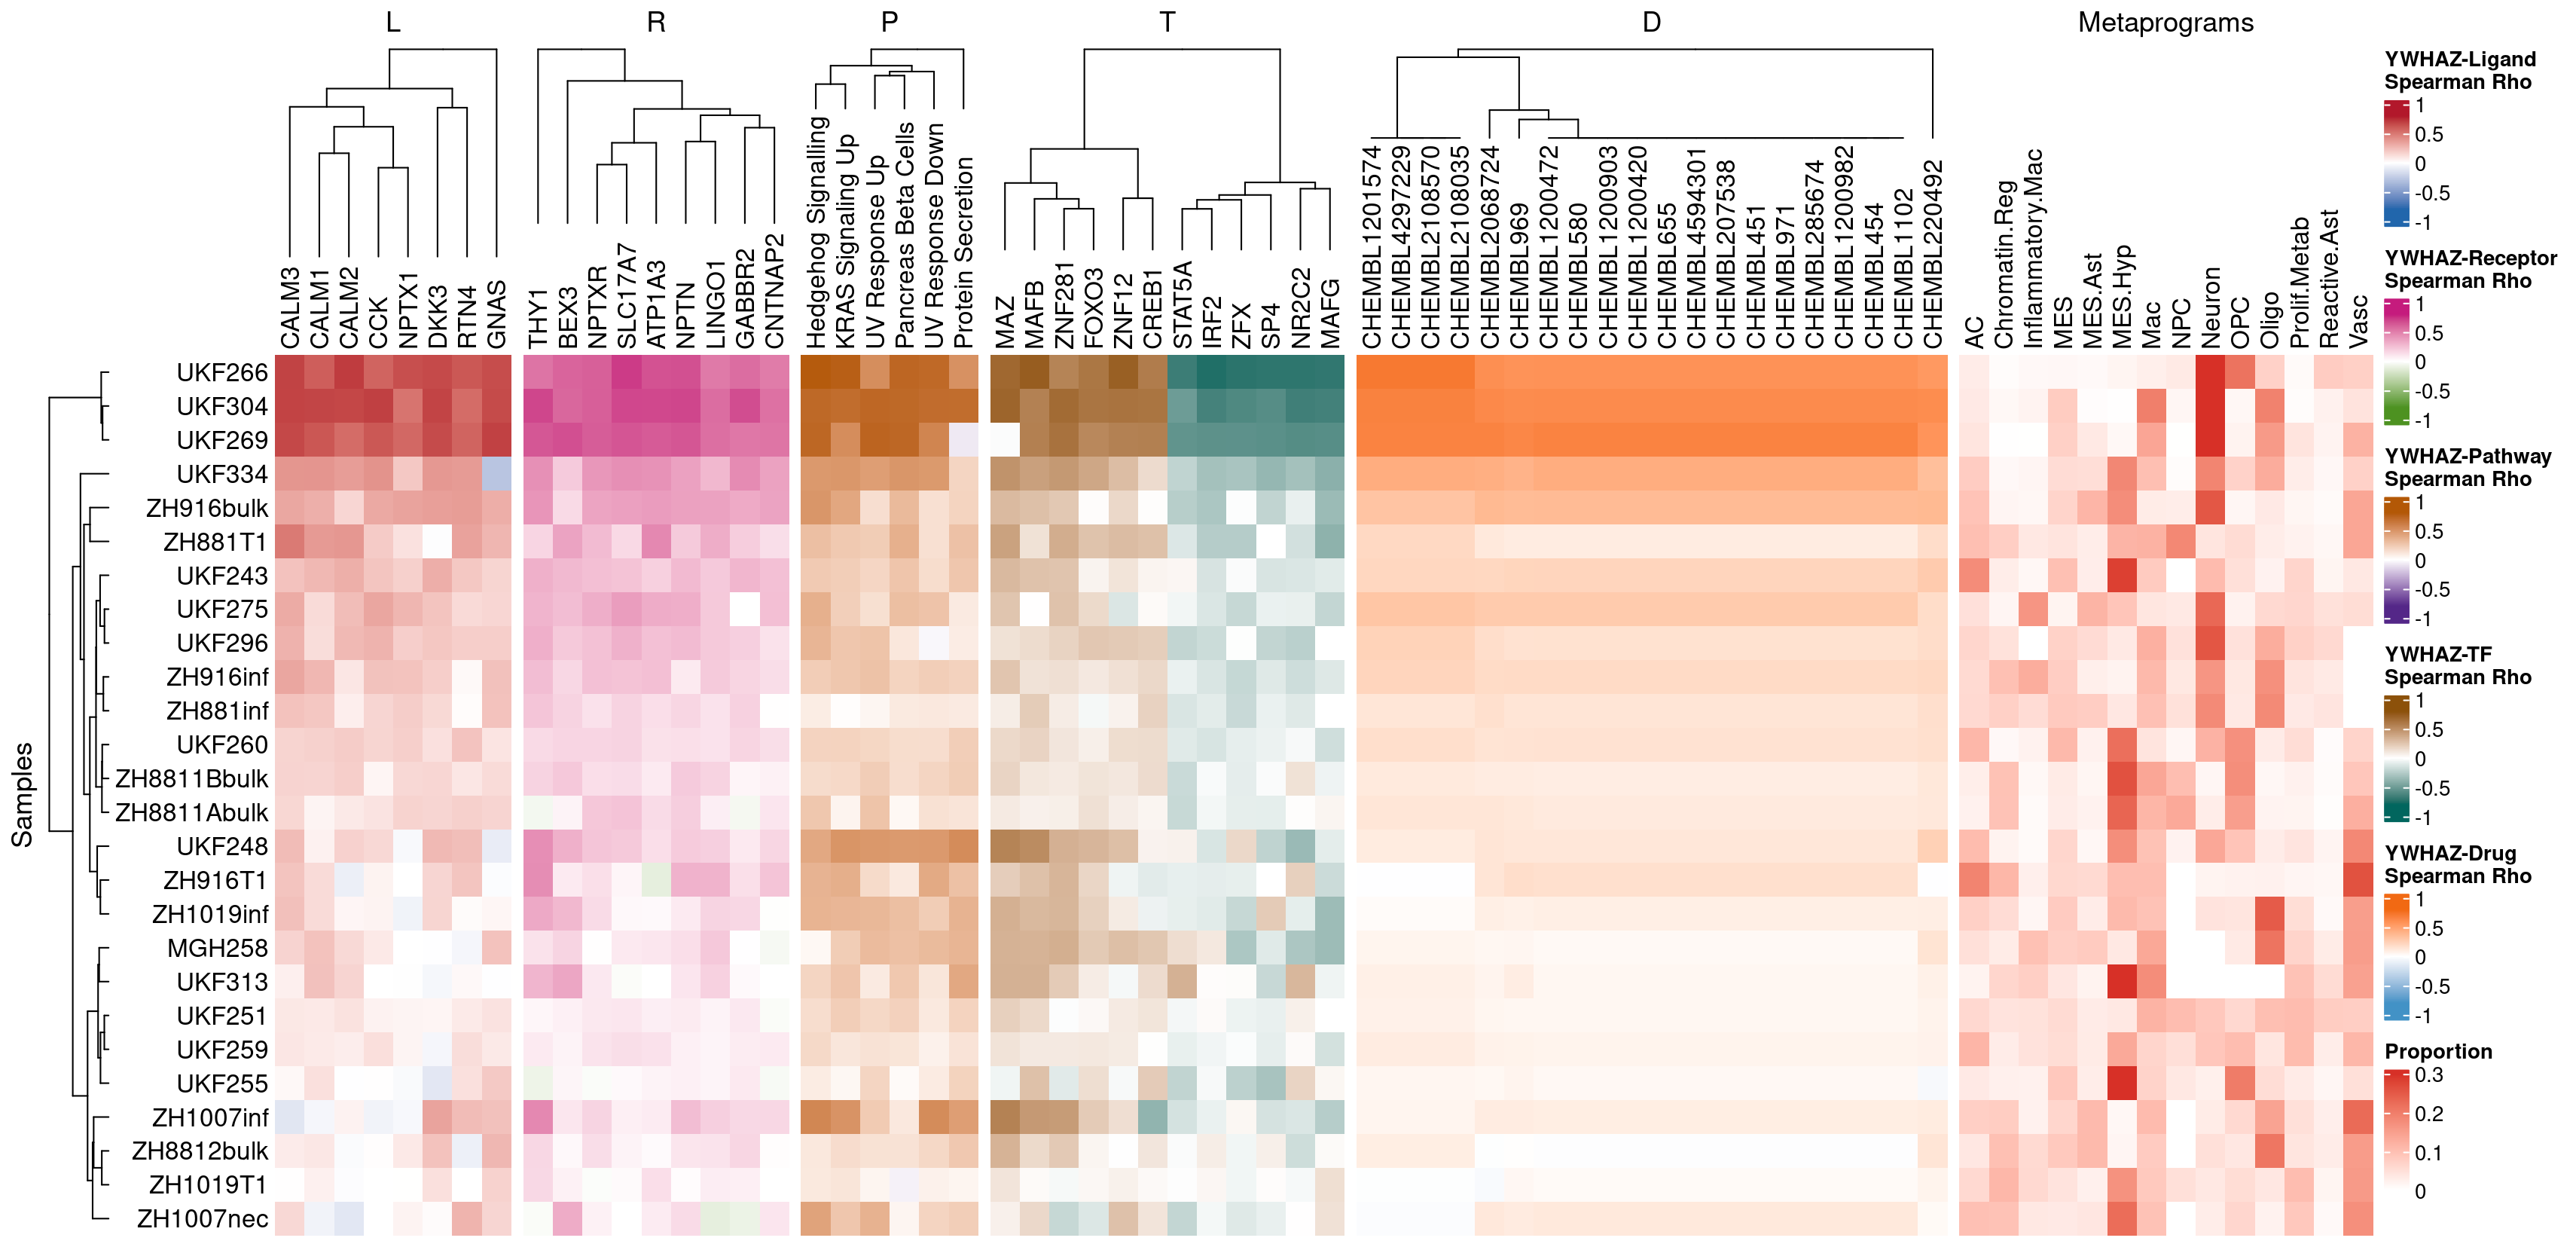 L
R
P
T
D
Metaprograms
CALM3
CALM1
CALM2
CCK
NPTX1
DKK3
RTN4
GNAS
THY1
BEX3
NPTXR
SLC17A7
ATP1A3
NPTN
LINGO1
GABBR2
CNTNAP2
Hedgehog Signalling
KRAS Signaling Up
UV Response Up
Pancreas Beta Cells
UV Response Down
Protein Secretion
MAZ
MAFB
ZNF281
FOXO3
ZNF12
CREB1
STAT5A
IRF2
ZFX
SP4
NR2C2
MAFG
CHEMBL1201574
CHEMBL4297229
CHEMBL2108570
CHEMBL2108035
CHEMBL2068724
CHEMBL969
CHEMBL1200472
CHEMBL580
CHEMBL1200903
CHEMBL1200420
CHEMBL655
CHEMBL4594301
CHEMBL207538
CHEMBL451
CHEMBL971
CHEMBL285674
CHEMBL1200982
CHEMBL454
CHEMBL1102
CHEMBL220492
AC
Chromatin.Reg
Inflammatory.Mac
MES
MES.Ast
MES.Hyp
Mac
NPC
Neuron
OPC
Oligo
Prolif.Metab
Reactive.Ast
Vasc
Samples
UKF266
UKF304
UKF269
UKF334
ZH916bulk
ZH881T1
UKF243
UKF275
UKF296
ZH916inf
ZH881inf
UKF260
ZH8811Bbulk
ZH8811Abulk
UKF248
ZH916T1
ZH1019inf
MGH258
UKF313
UKF251
UKF259
UKF255
ZH1007inf
ZH8812bulk
ZH1019T1
ZH1007nec
YWHAZ-Ligand
Spearman Rho
1
0.5
0
-0.5
-1
YWHAZ-Receptor
Spearman Rho
1
0.5
0
-0.5
-1
YWHAZ-Pathway
Spearman Rho
1
0.5
0
-0.5
-1
YWHAZ-TF
Spearman Rho
1
0.5
0
-0.5
-1
YWHAZ-Drug
Spearman Rho
1
0.5
0
-0.5
-1
Proportion
0.3
0.2
0.1
0